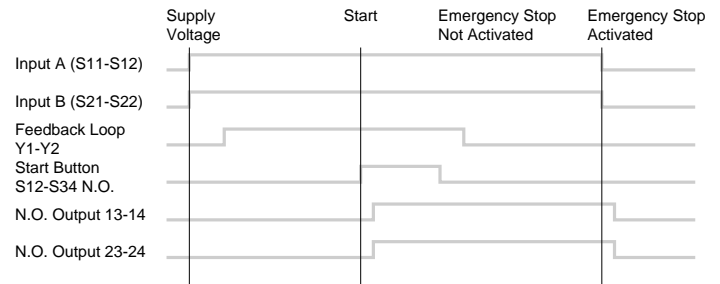 Supply
Voltage
Start
Emergency Stop
Not Activated
Emergency Stop
Activated
Input A (S11-S12)
Input B (S21-S22)
Feedback Loop
Y1-Y2
Start Button
S12-S34 N.O.
N.O. Output 13-14
N.O. Output 23-24